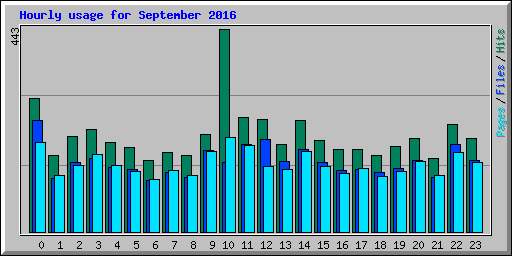 Hourly usage for September 2016
443
Pages / Files / Hits
0 1 2 3 4 5 6 7 8 9 10 11 12 13 14 15 16 17 18 19 20 21 22 23